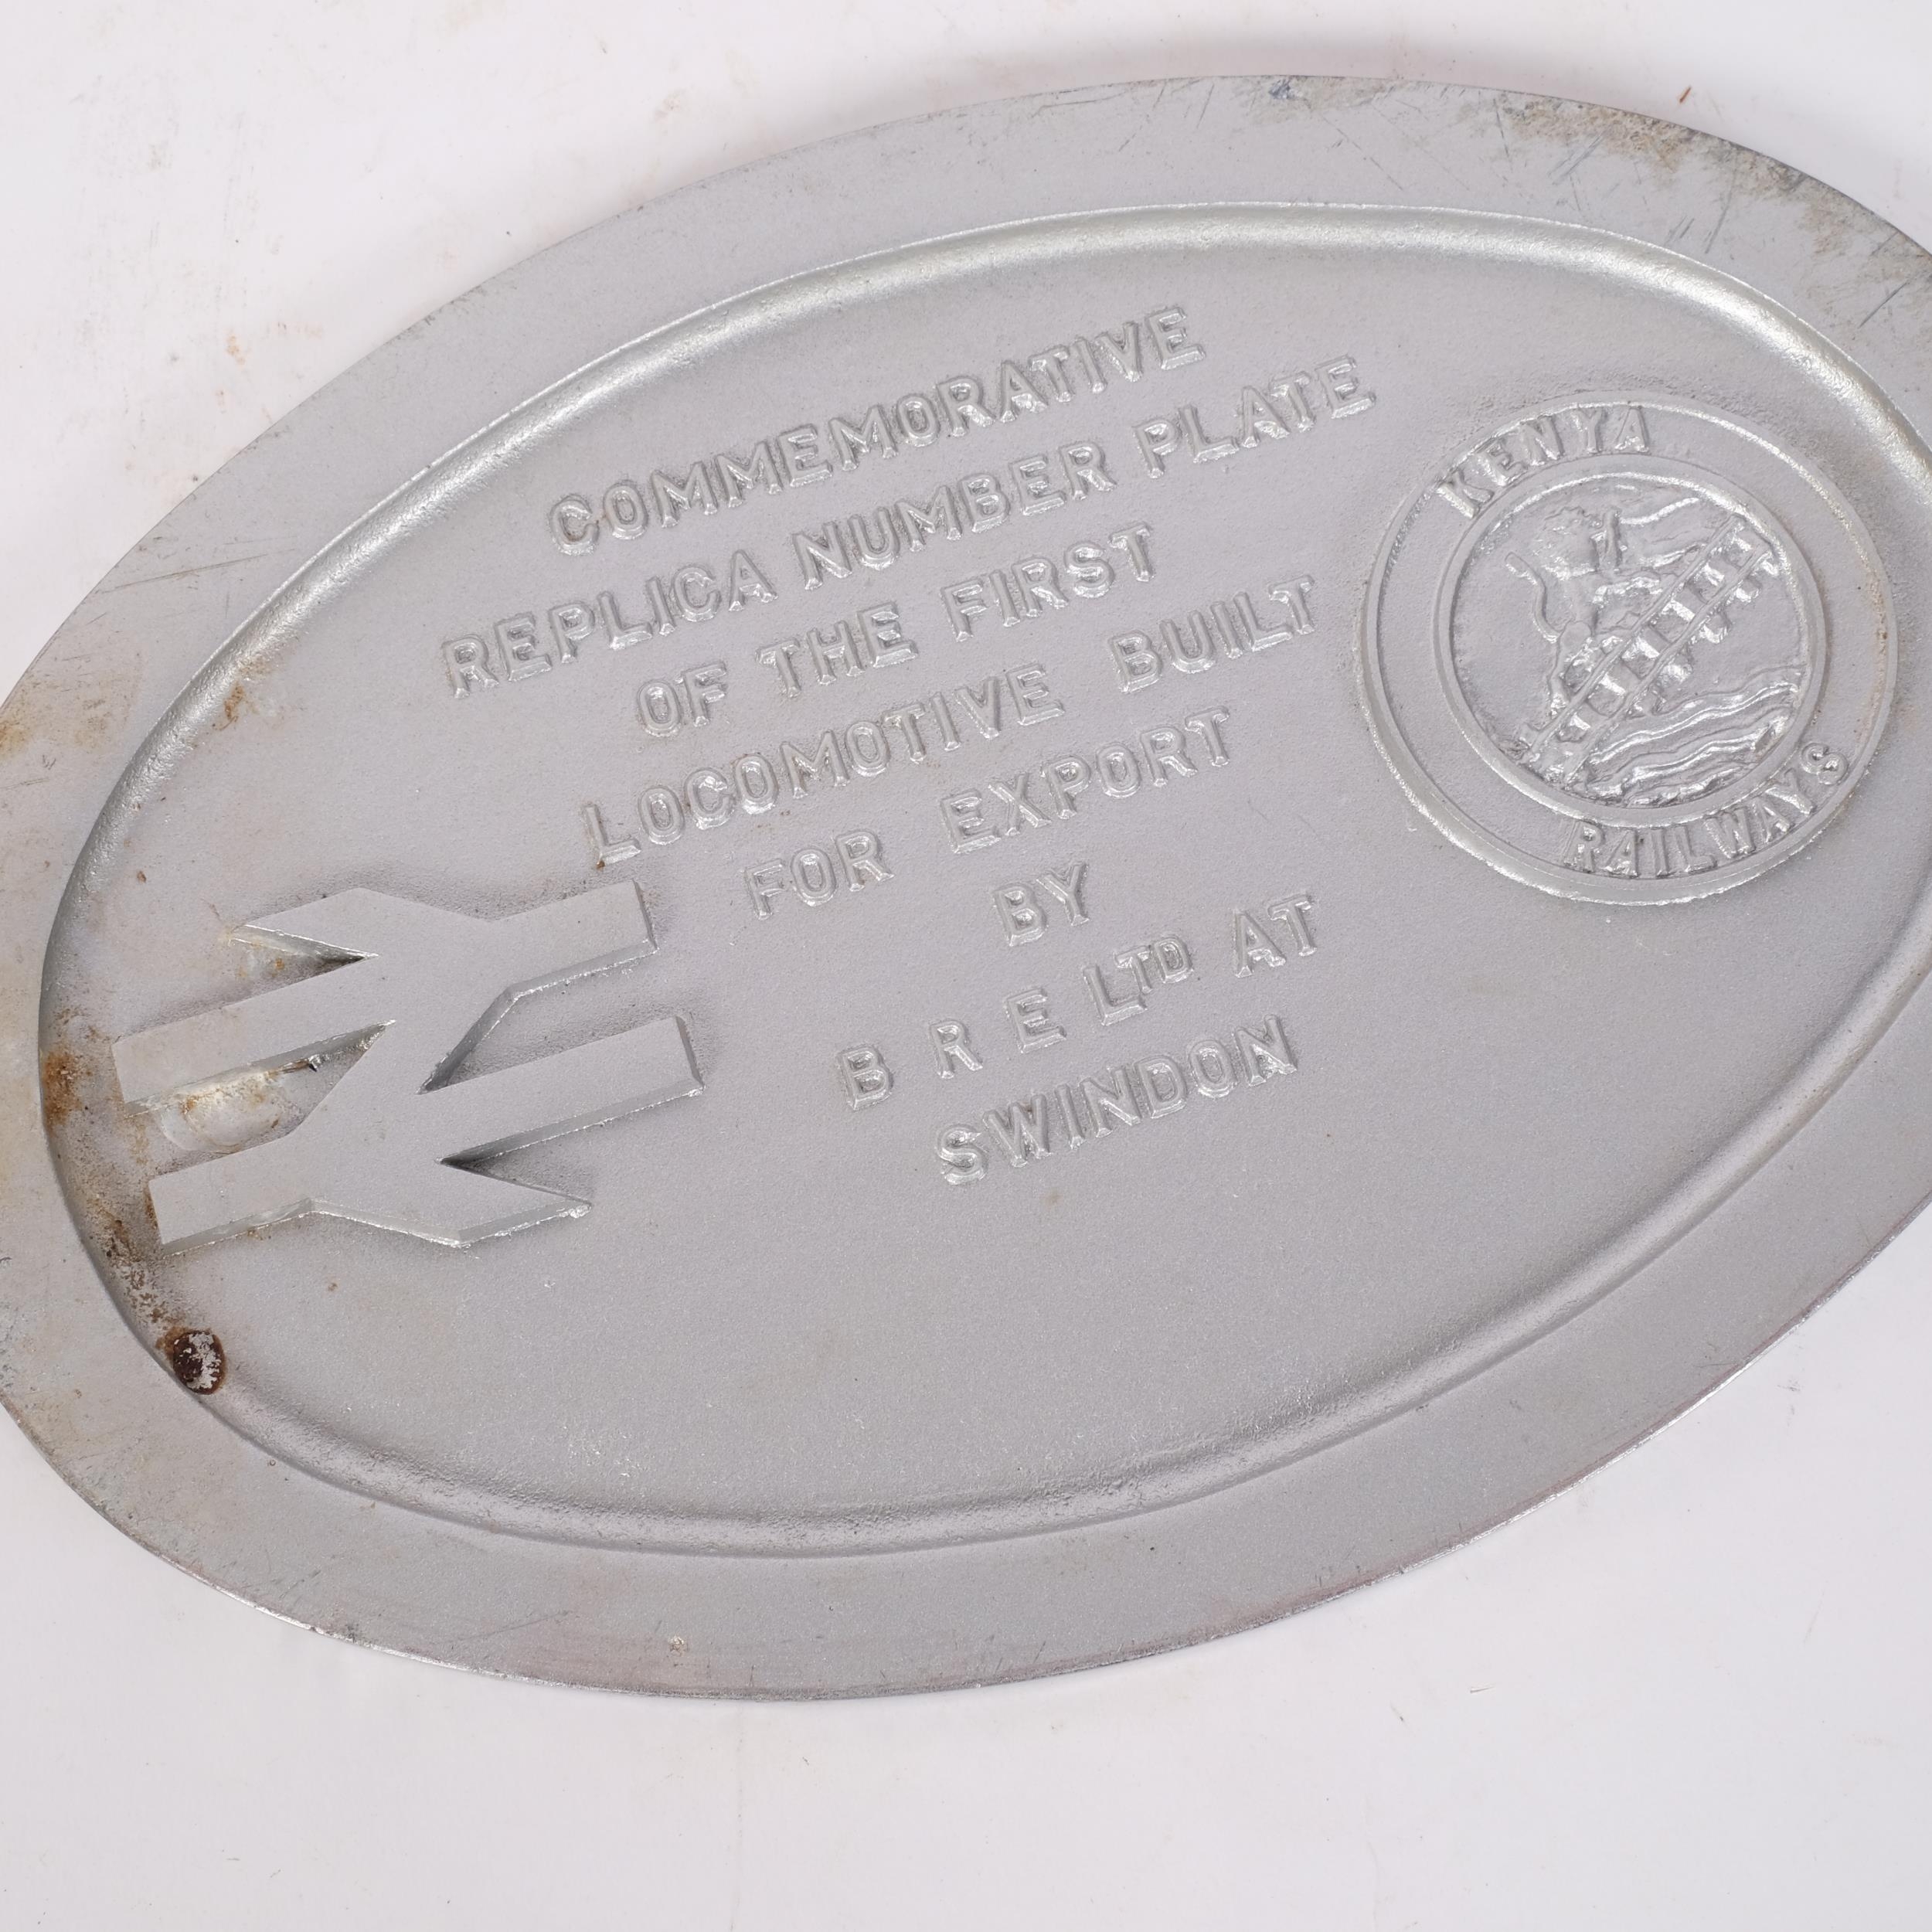 COMMEMORATIVE
REPLICA NUMBER PLATE
OF THE FIRST
LOCOMOTIVE BUILT
FOR EXPORT
BY
B R E LTD AT
SWINDON
KENYA
RAILWAYS